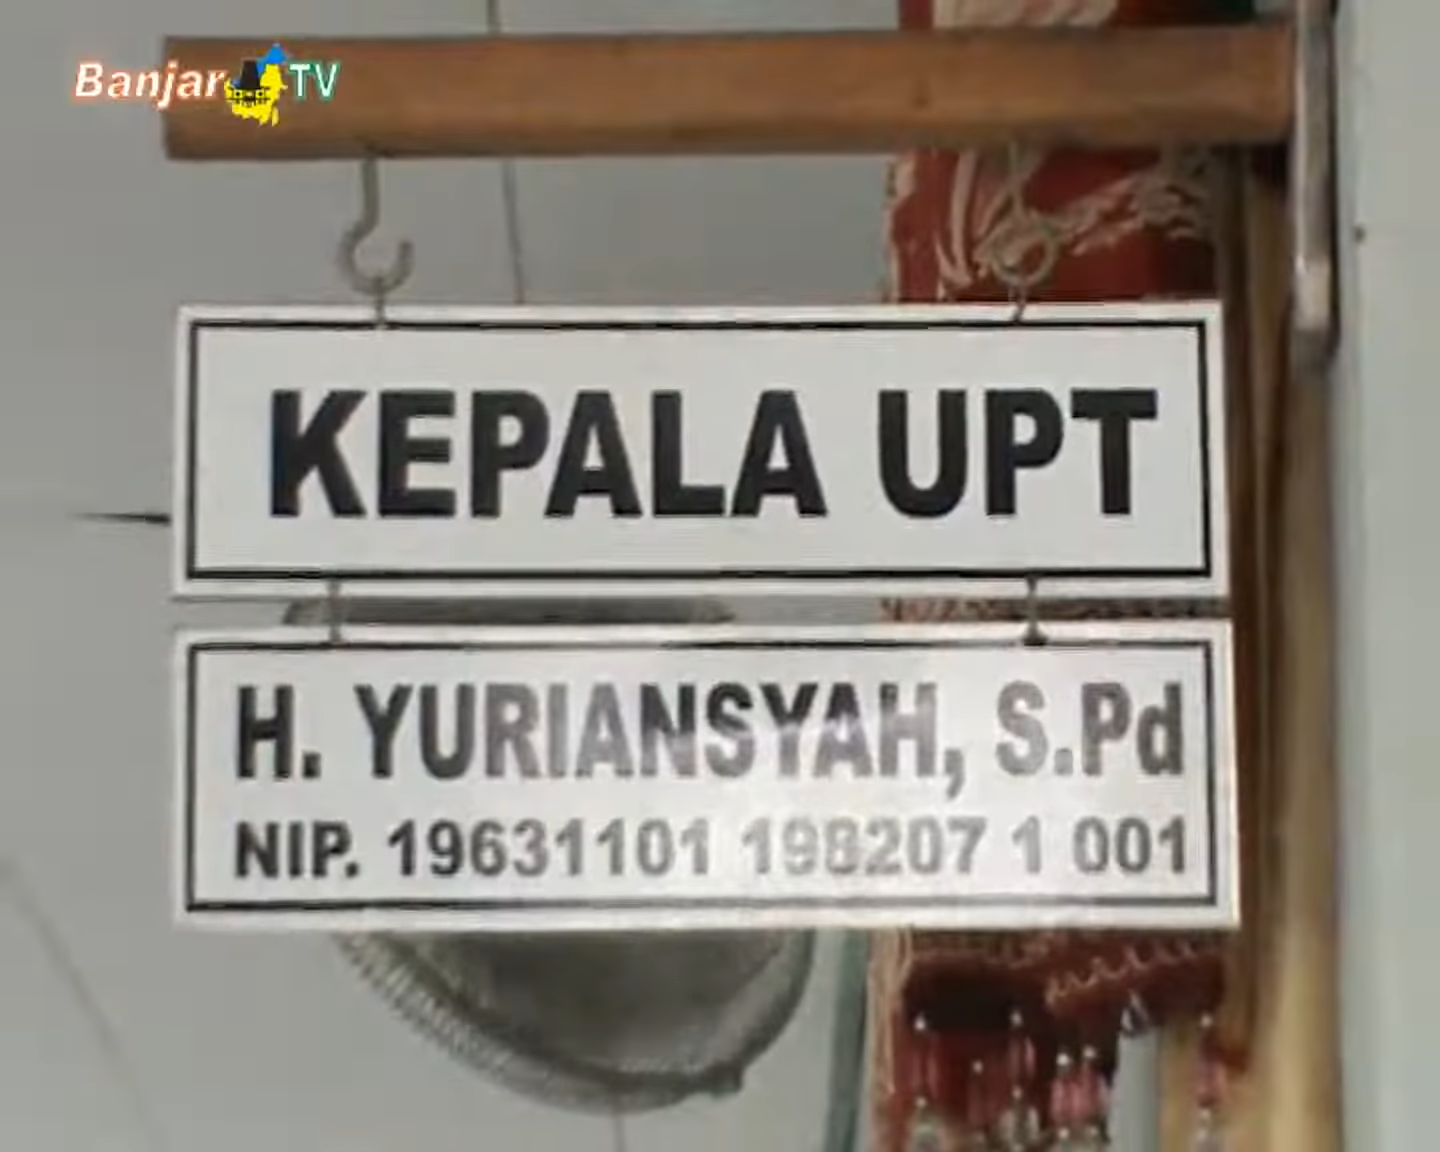 Banjar TV
KEPALA UPT
H. YURIANSYAH, S.Pd
NIP. 19631101 198207 1 001